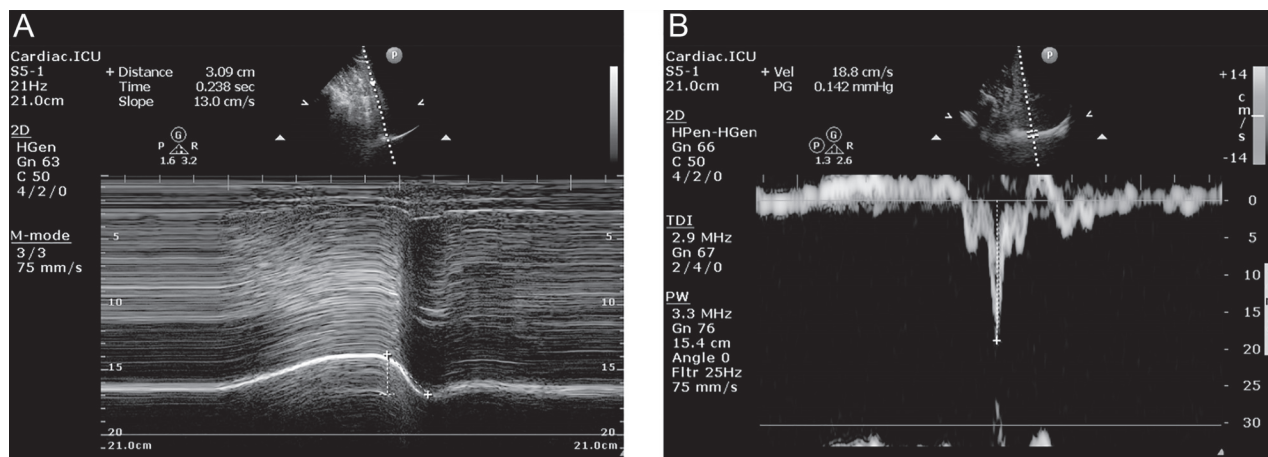 A
Cardiac.ICU
S5-1
21Hz
21.0cm
+ Distance 3.09 cm
Time 0.238 sec
Slope 13.0 cm/s
P
2D
HGen
Gn 63
C 50
4/2/0
G
P R
1.6 3.2
M-mode
3/3
75 mm/s
5 5
10 10
15 15
20 20
21.0cm 21.0cm
B
Cardiac.ICU
S5-1
21.0cm
+ Vel 18.8 cm/s
PG 0.142 mmHg
P
+14
c
m
/
s
-14
2D
HPen-HGen
Gn 66
C 50
4/2/0
G
P R
1.3 2.6
TDI
2.9 MHz
Gn 67
2/4/0
PW
3.3 MHz
Gn 76
15.4 cm
Angle 0
Fltr 25Hz
75 mm/s
- 0
- 5
- 10
- 15
- 20
- 25
- 30